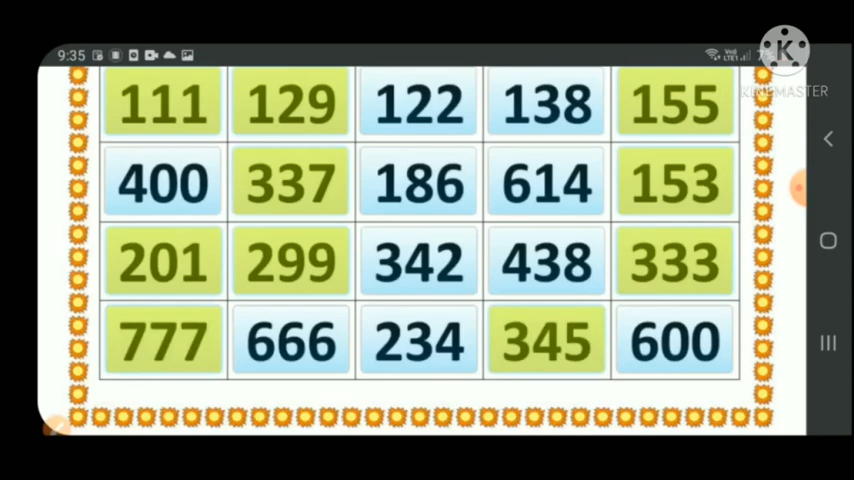 9:35
7%
KINEMASTER
111 129 122 138 155
400 337 186 614 153
201 299 342 438 333
777 666 234 345 600